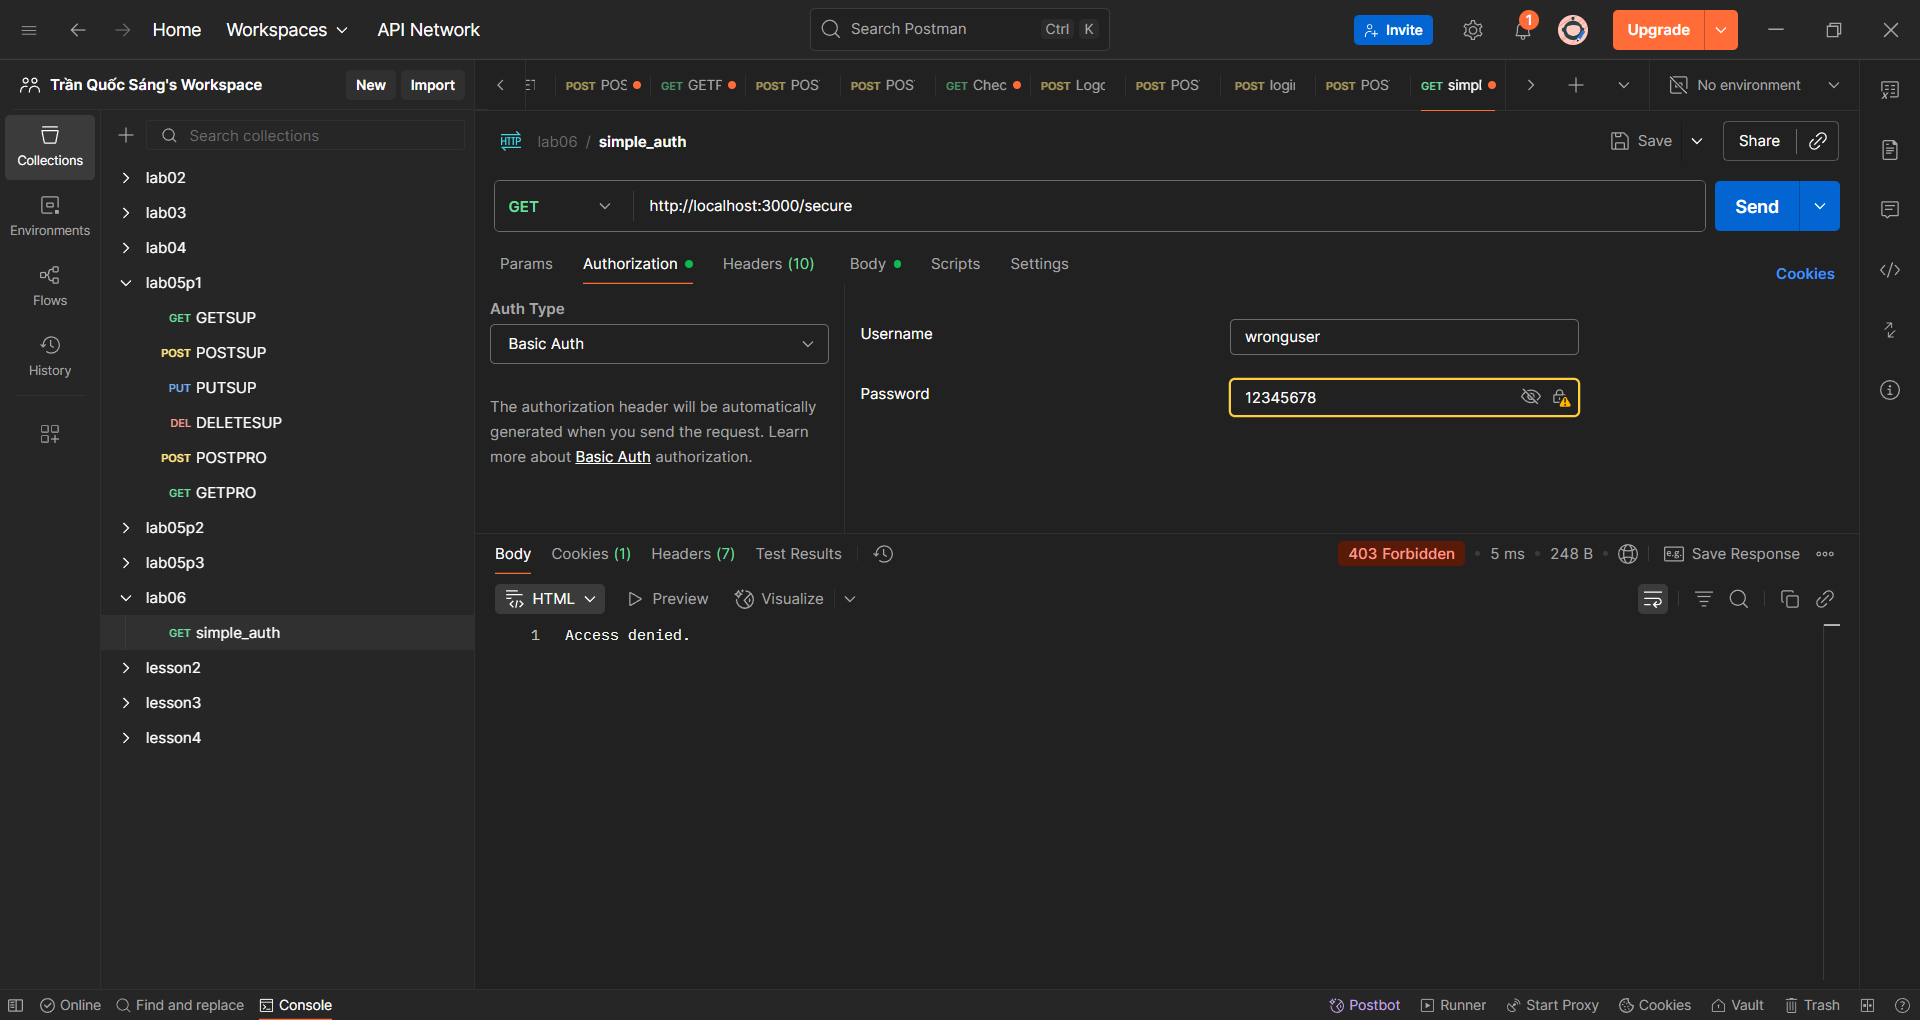 Home Workspaces API Network Search Postman Ctrl K Invite 1 Upgrade
Trần Quốc Sáng's Workspace New Import
POST POS GET GETF POST POS POST POS GET Chec POST Logc POST POS POST logii POST POS GET simpl No environment
Collections
Environments
Flows
History
Search collections
lab02
lab03
lab04
lab05p1
GET GETSUP
POST POSTSUP
PUT PUTSUP
DEL DELETESUP
POST POSTPRO
GET GETPRO
lab05p2
lab05p3
lab06
GET simple_auth
lesson2
lesson3
lesson4
HTTP lab06 / simple_auth Save Share
GET http://localhost:3000/secure Send
Params Authorization Headers (10) Body Scripts Settings Cookies
Auth Type
Basic Auth
The authorization header will be automatically
generated when you send the request. Learn
more about Basic Auth authorization.
Username wronguser
Password 12345678
Body Cookies (1) Headers (7) Test Results 403 Forbidden • 5 ms • 248 B • e.g. Save Response
HTML Preview Visualize
1 Access denied.
Online Find and replace Console Postbot Runner Start Proxy Cookies Vault Trash